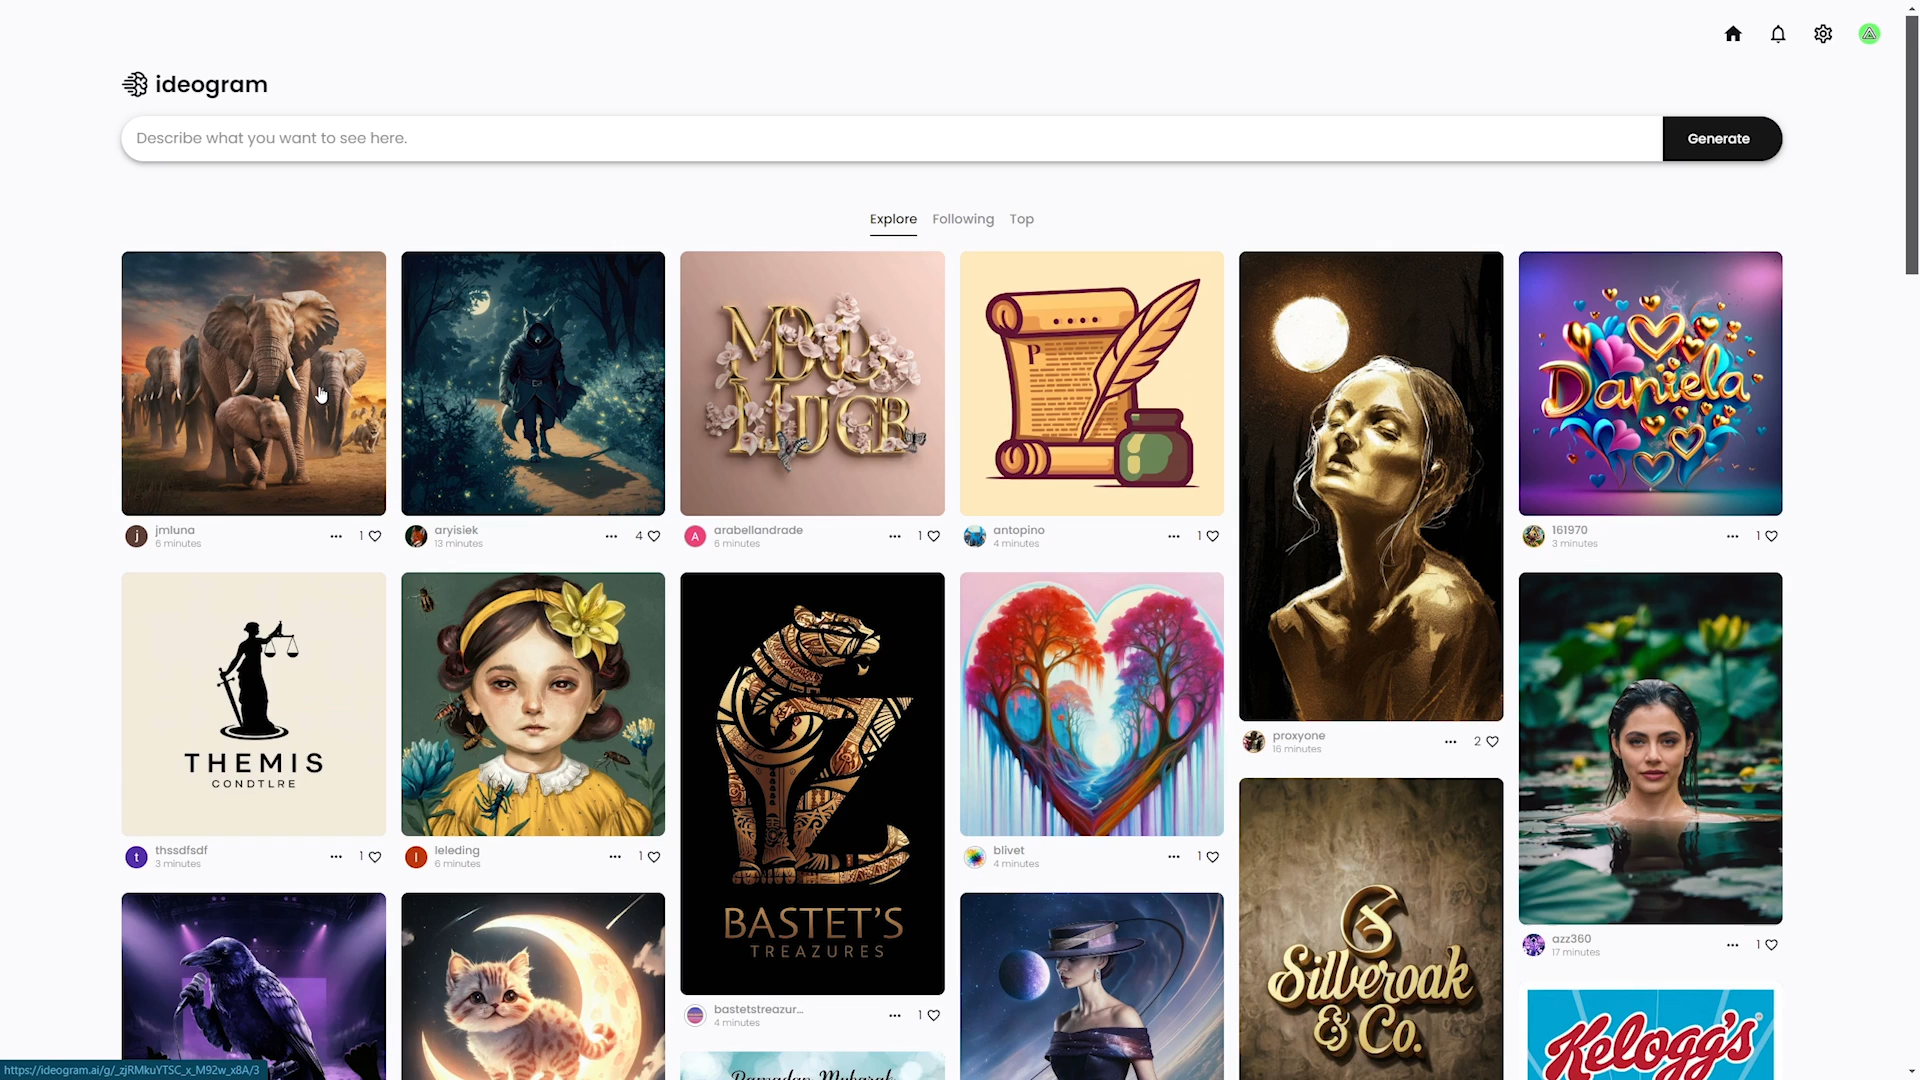 ideogram
Describe what you want to see here.
Generate
Explore Following Top
Daniela
P
jmluna
6 minutes
1
aryisiek
13 minutes
4
A
arabellandrade
6 minutes
1
antopino
4 minutes
1
161970
3 minutes
1
j
THEMIS
CONDTLRE
t
thssdfsdf
3 minutes
1
l
leleding
6 minutes
1
BASTET'S
TREAZURES
bastetstreazur...
4 minutes
1
blivet
4 minutes
1
proxyone
16 minutes
2
Silveroak
& Co.
azz360
17 minutes
1
Kelogg's
Ramadan Mubarak
https://ideogram.ai/g/_zjRMkuYTSC_x_M92w_x8A/3